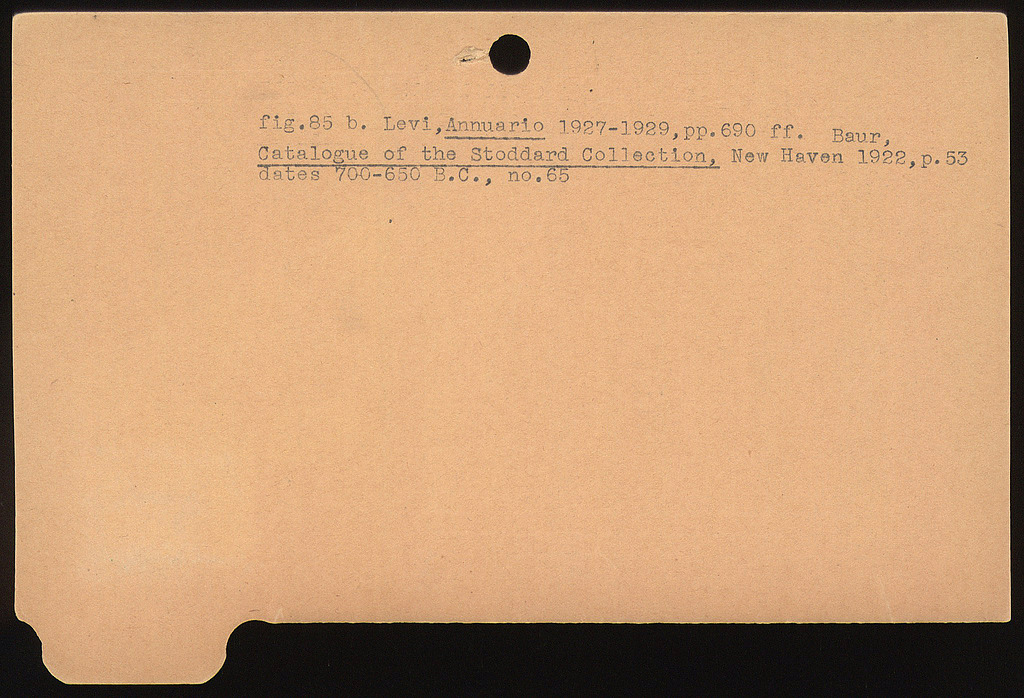 fig.85 b. Levi,Annuario 1927-1929,pp.690 ff. Baur,
Catalogue of the Stoddard Collection, New Haven 1922,p.53
dates 700-650 B.C., no.65